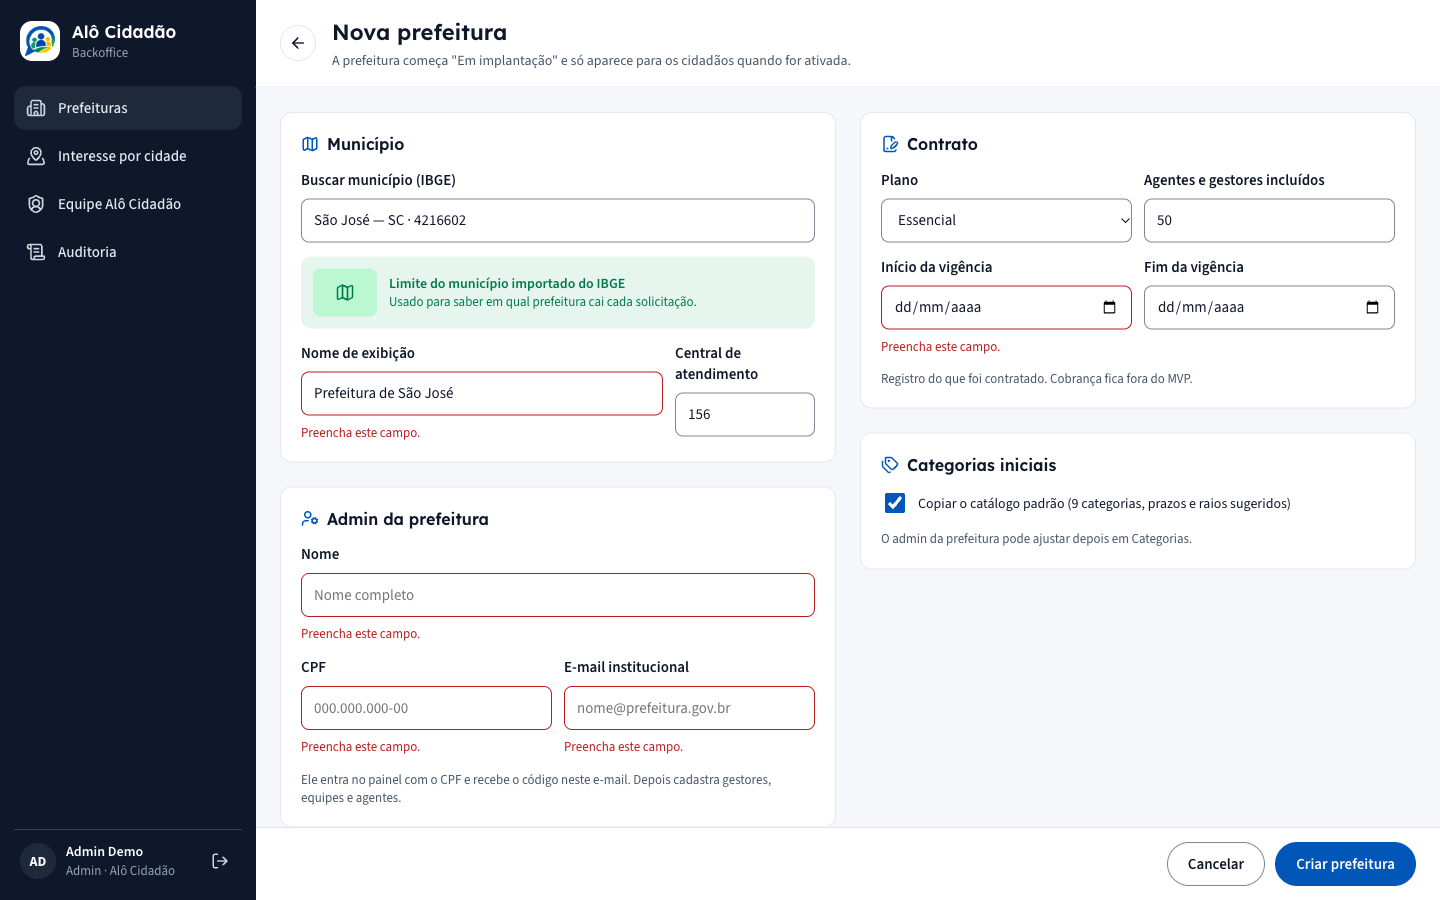 Alô Cidadão
Backoffice
Prefeituras
Interesse por cidade
Equipe Alô Cidadão
Auditoria
AD
Admin Demo
Admin · Alô Cidadão
Nova prefeitura
A prefeitura começa "Em implantação" e só aparece para os cidadãos quando for ativada.
Município
Buscar município (IBGE)
São José — SC · 4216602
Limite do município importado do IBGE
Usado para saber em qual prefeitura cai cada solicitação.
Nome de exibição
Prefeitura de São José
Preencha este campo.
Central de
atendimento
156
Admin da prefeitura
Nome
Nome completo
Preencha este campo.
CPF
000.000.000-00
Preencha este campo.
E-mail institucional
nome@prefeitura.gov.br
Preencha este campo.
Ele entra no painel com o CPF e recebe o código neste e-mail. Depois cadastra gestores,
equipes e agentes.
Contrato
Plano
Essencial
Agentes e gestores incluídos
50
Início da vigência
dd/mm/aaaa
Preencha este campo.
Fim da vigência
dd/mm/aaaa
Registro do que foi contratado. Cobrança fica fora do MVP.
Categorias iniciais
Copiar o catálogo padrão (9 categorias, prazos e raios sugeridos)
O admin da prefeitura pode ajustar depois em Categorias.
Cancelar
Criar prefeitura